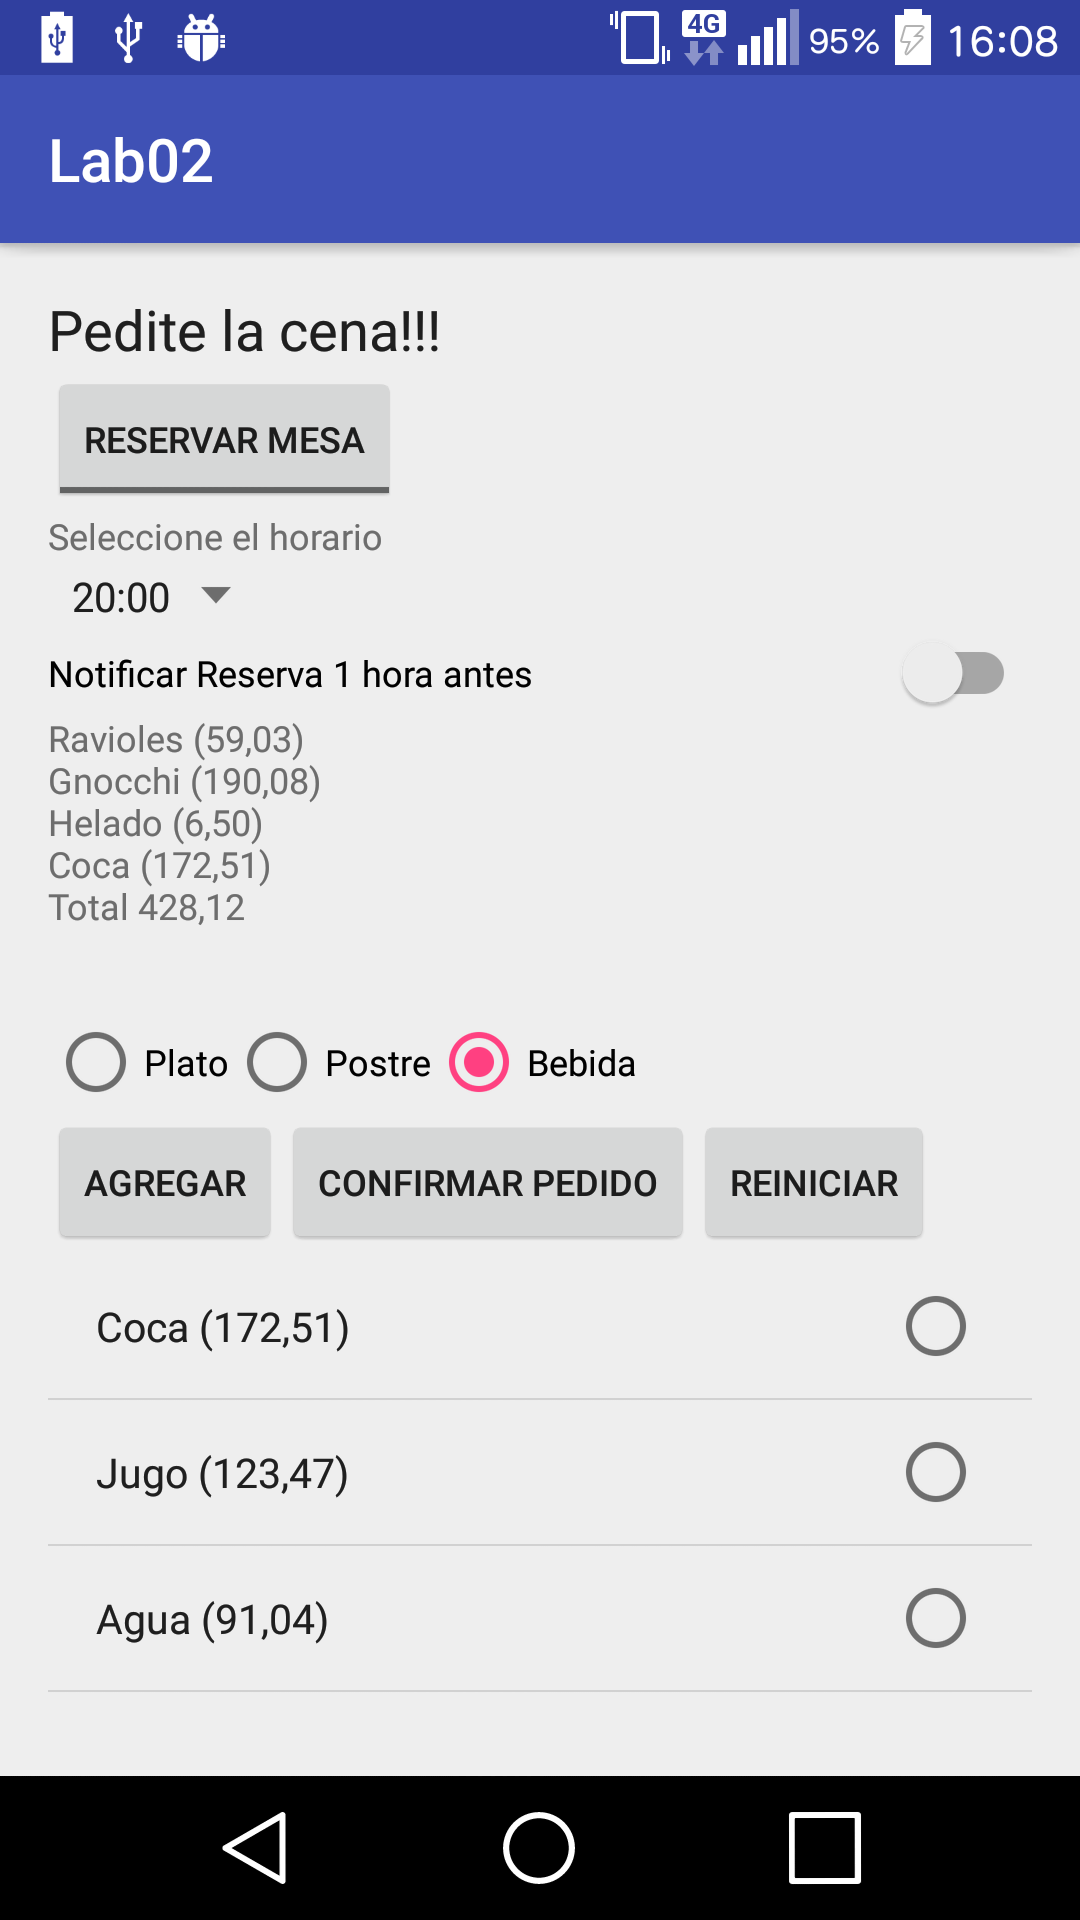 4G 95% 16:08
Lab02
Pedite la cena!!!
RESERVAR MESA
Seleccione el horario
20:00
Notificar Reserva 1 hora antes
Ravioles (59,03)
Gnocchi (190,08)
Helado (6,50)
Coca (172,51)
Total 428,12
Plato Postre Bebida
AGREGAR CONFIRMAR PEDIDO REINICIAR
Coca (172,51)
Jugo (123,47)
Agua (91,04)